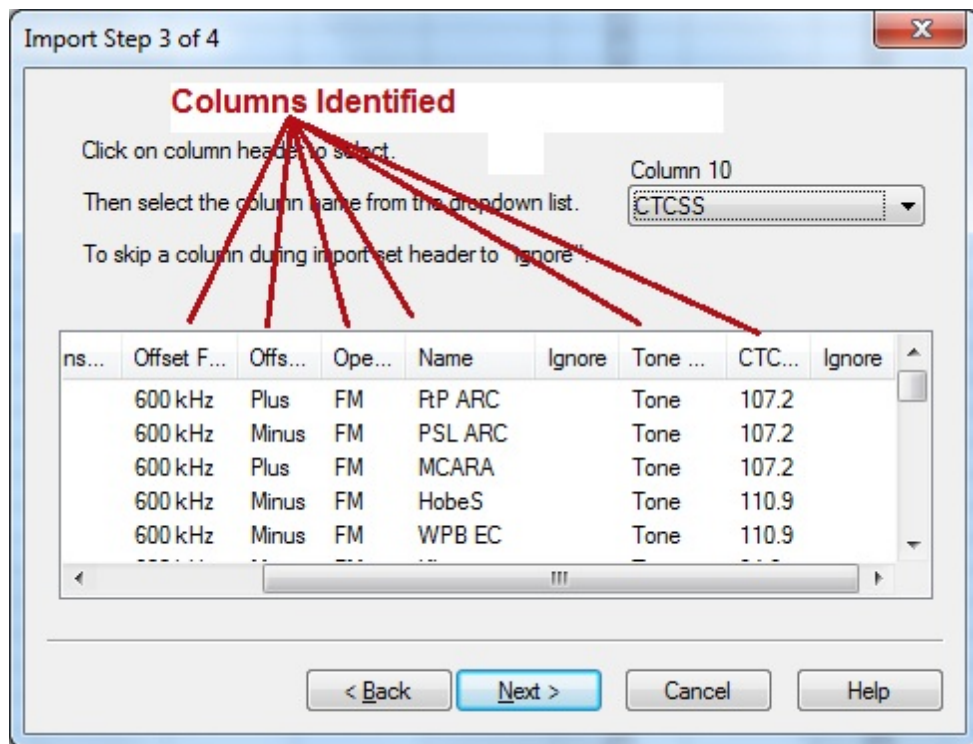 Import Step 3 of 4
Columns Identified
Click on column header to select.
Column 10
Then select the column name from the dropdown list.
CTCSS
To skip a column during import set header to "Ignore".
ns... Offset F... Offs... Ope... Name Ignore Tone ... CTC... Ignore
600 kHz Plus FM FtP ARC Tone 107.2
600 kHz Minus FM PSL ARC Tone 107.2
600 kHz Plus FM MCARA Tone 107.2
600 kHz Minus FM HobeS Tone 110.9
600 kHz Minus FM WPB EC Tone 110.9
< Back Next > Cancel Help